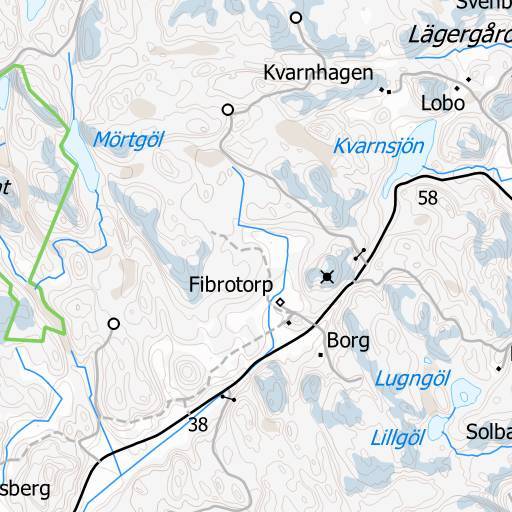 Lägergård
Kvarnhagen
Lobo
Mörtgöl
Kvarnsjön
58
Fibrotorp
Borg
Lugngöl
38
Lillgöl
Solba
sberg